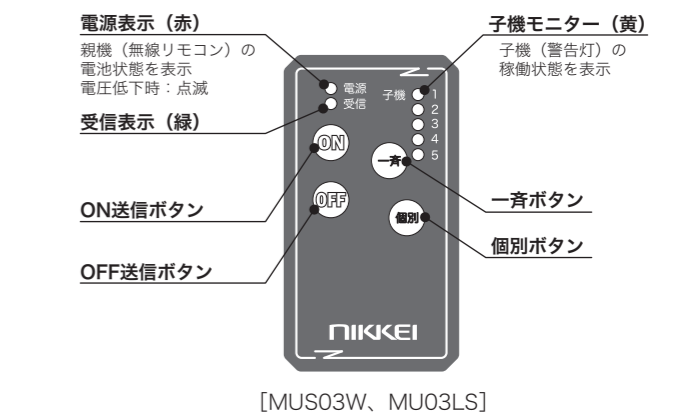 電源表示（赤）
親機（無線リモコン）の
電池状態を表示
電圧低下時：点滅
受信表示（緑）
ON送信ボタン
OFF送信ボタン
子機モニター（黄）
子機（警告灯）の
稼働状態を表示
一斉ボタン
個別ボタン
電源
受信
子機
1
2
3
4
5
ON
一斉
OFF
個別
NIKKEI
［MUS03W、MU03LS］